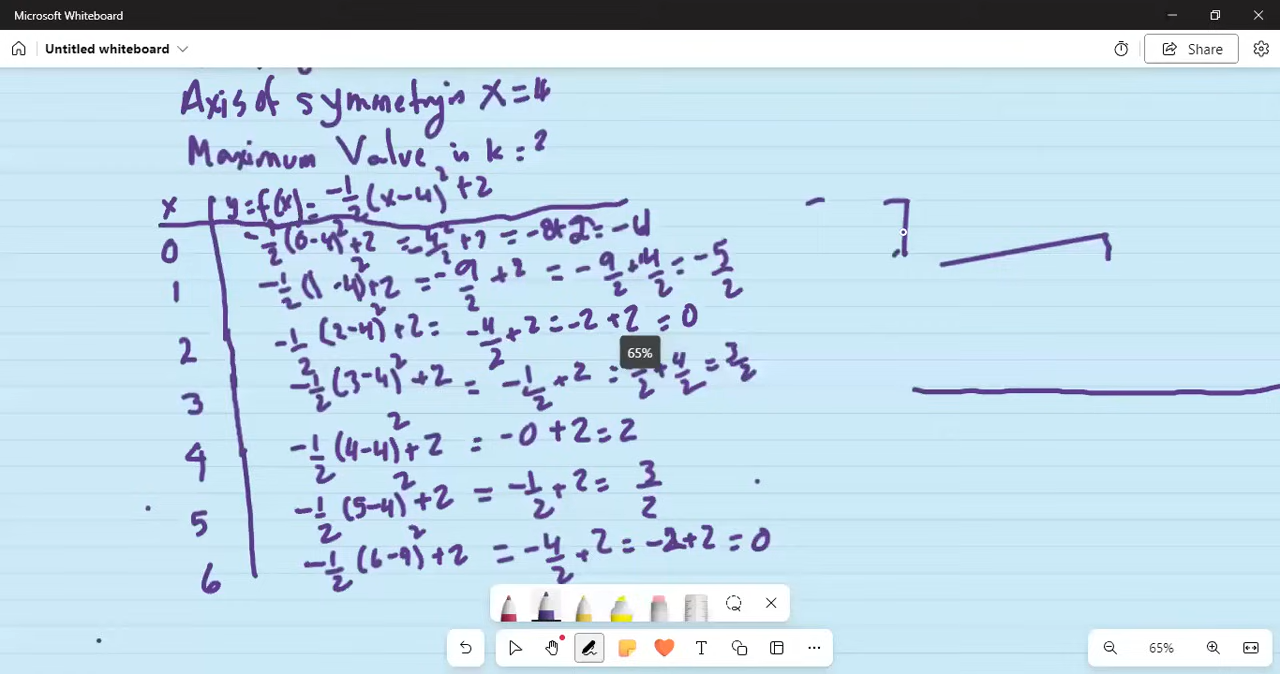 Microsoft Whiteboard
Untitled whiteboard
Share
Axis of symmetry is x = 4
Maximum Value is k = 2
x y = f(x) = -1/2 (x-4)² + 2
0 -1/2 (0-4)² + 2 = -4²/2 + 2 = -8+2 = -4
1 -1/2 (1-4)² + 2 = -9/2 + 2 = -9/2 + 4/2 = -5/2
2 -1/2 (2-4)² + 2 = -4/2 + 2 = -2 + 2 = 0
3 -1/2 (3-4)² + 2 = -1/2 + 2 = /2 + 4/2 = 3/2
65%
4 -1/2 (4-4)² + 2 = -0 + 2 = 2
5 -1/2 (5-4)² + 2 = -1/2 + 2 = 3/2
6 -1/2 (6-9)² + 2 = -4/2 + 2 = -2+2 = 0
65%